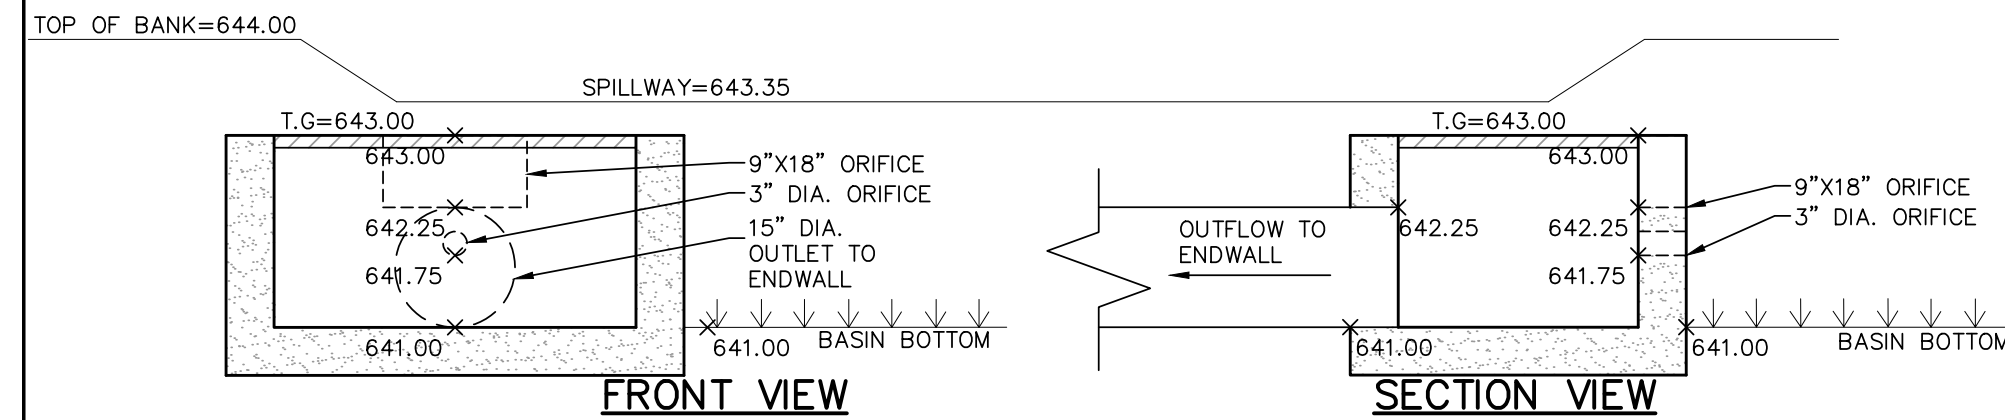 TOP OF BANK=644.00
SPILLWAY=643.35
T.G=643.00
643.00
9"X18" ORIFICE
3" DIA. ORIFICE
642.25
15" DIA.
OUTLET TO
ENDWALL
641.75
641.00
641.00
BASIN BOTTOM
FRONT VIEW
T.G=643.00
643.00
9"X18" ORIFICE
3" DIA. ORIFICE
642.25
642.25
OUTFLOW TO
ENDWALL
641.75
641.00
641.00
BASIN BOTTOM
SECTION VIEW